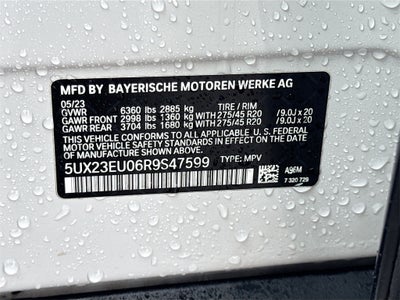 MFD BY BAYERISCHE MOTOREN WERKE AG
05/23
GVWR 6360 lbs 2885 kg TIRE / RIM
GAWR FRONT 2998 lbs 1360 kg WITH 275/45 R20 /9.0J x 20
GAWR REAR 3704 lbs 1680 kg WITH 275/45 R20 /9.0J x 20
THIS VEHICLE CONFORMS TO ALL APPLICABLE U. S. FEDERAL
MOTOR VEHICLE SAFETY STANDARDS IN EFFECT ON THE
DATE OF MANUFACTURE SHOWN ABOVE.
5UX23EU06R9S47599 TYPE: MPV
A96M
7 320 729